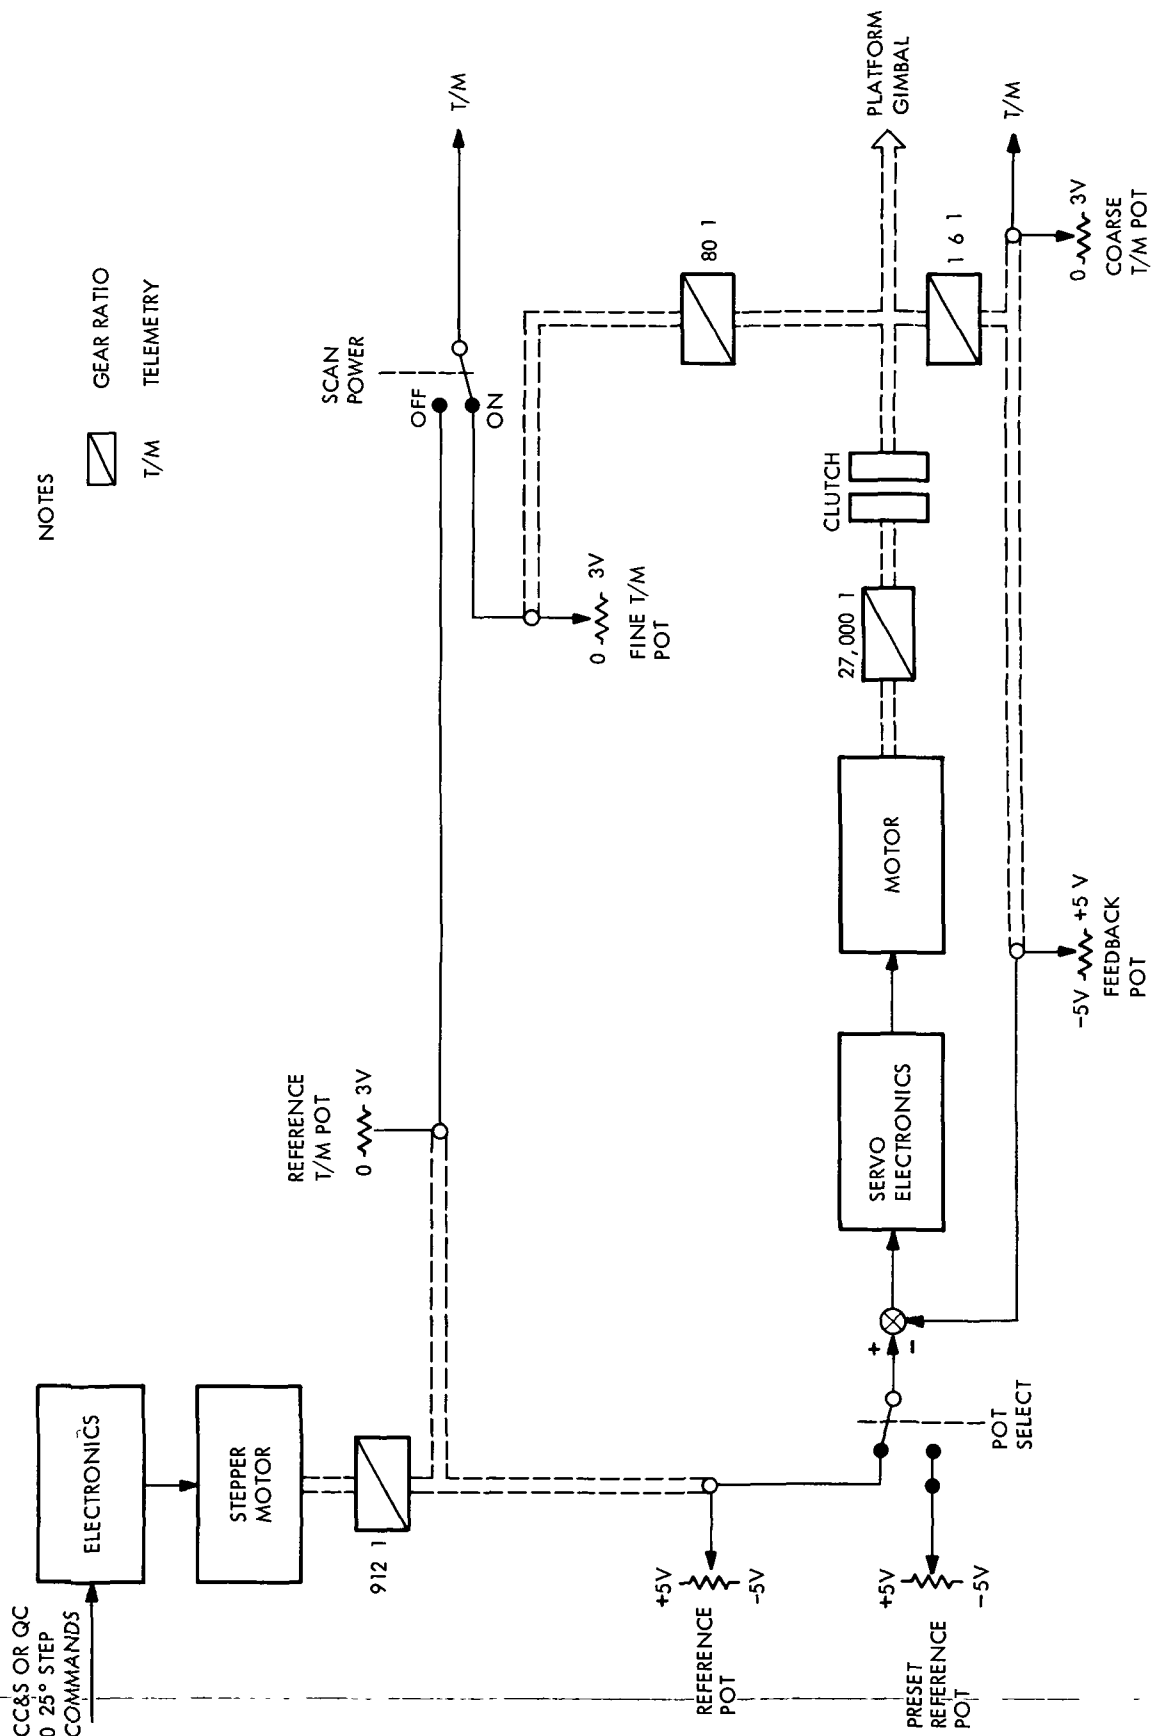 CC&S OR QC
0 25° STEP
COMMANDS
ELECTRONICS
STEPPER
MOTOR
912 1
REFERENCE
T/M POT
0 3V
NOTES
GEAR RATIO
T/M TELEMETRY
SCAN
POWER
OFF
ON
T/M
0 3V
FINE T/M
POT
80 1
+5V
-5V
REFERENCE
POT
+5V
-5V
PRESET
REFERENCE
POT
POT
SELECT
+
-
SERVO
ELECTRONICS
MOTOR
27,000 1
CLUTCH
PLATFORM
GIMBAL
1 6 1
T/M
-5V +5 V
FEEDBACK
POT
0 3V
COARSE
T/M POT